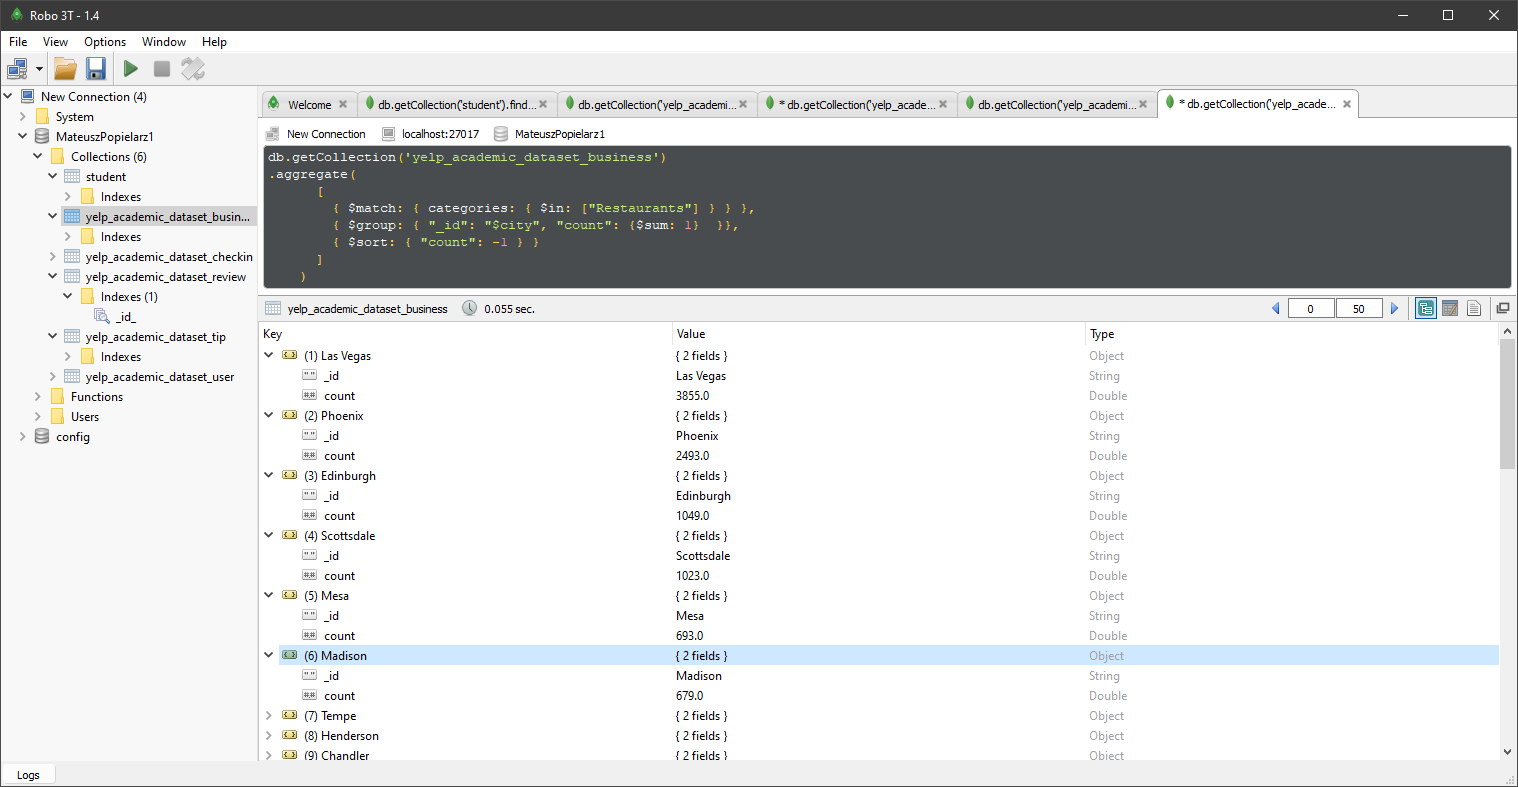 Robo 3T - 1.4
File View Options Window Help
New Connection (4)
System
MateuszPopielarz1
Collections (6)
student
Indexes
yelp_academic_dataset_busin...
Indexes
yelp_academic_dataset_checkin
yelp_academic_dataset_review
Indexes (1)
_id_
yelp_academic_dataset_tip
Indexes
yelp_academic_dataset_user
Functions
Users
config
Welcome db.getCollection('student').find... db.getCollection('yelp_academi... * db.getCollection('yelp_acade... db.getCollection('yelp_academi... * db.getCollection('yelp_acade...
New Connection localhost:27017 MateuszPopielarz1
db.getCollection('yelp_academic_dataset_business')
.aggregate(
[
{ $match: { categories: { $in: ["Restaurants"] } } },
{ $group: { "_id": "$city", "count": {$sum: 1}  }},
{ $sort: { "count": -1 } }
]
)
yelp_academic_dataset_business 0.055 sec. 0 50
Key Value Type
(1) Las Vegas { 2 fields } Object
_id Las Vegas String
count 3855.0 Double
(2) Phoenix { 2 fields } Object
_id Phoenix String
count 2493.0 Double
(3) Edinburgh { 2 fields } Object
_id Edinburgh String
count 1049.0 Double
(4) Scottsdale { 2 fields } Object
_id Scottsdale String
count 1023.0 Double
(5) Mesa { 2 fields } Object
_id Mesa String
count 693.0 Double
(6) Madison { 2 fields } Object
_id Madison String
count 679.0 Double
(7) Tempe { 2 fields } Object
(8) Henderson { 2 fields } Object
(9) Chandler { 2 fields } Object
Logs